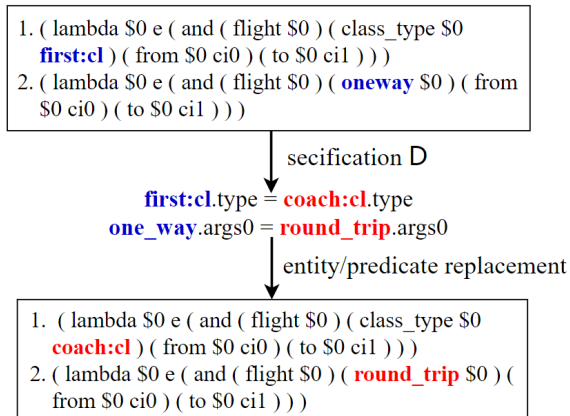 1. ( lambda $0 e ( and ( flight $0 ) ( class_type $0
first:cl ) ( from $0 ci0 ) ( to $0 ci1 ) ) )
2. ( lambda $0 e ( and ( flight $0 ) ( oneway $0 ) ( from
$0 ci0 ) ( to $0 ci1 ) ) )
secification D
first:cl.type = coach:cl.type
one_way.args0 = round_trip.args0
entity/predicate replacement
1. ( lambda $0 e ( and ( flight $0 ) ( class_type $0
coach:cl ) ( from $0 ci0 ) ( to $0 ci1 ) ) )
2. ( lambda $0 e ( and ( flight $0 ) ( round_trip $0 ) (
from $0 ci0 ) ( to $0 ci1 ) ) )